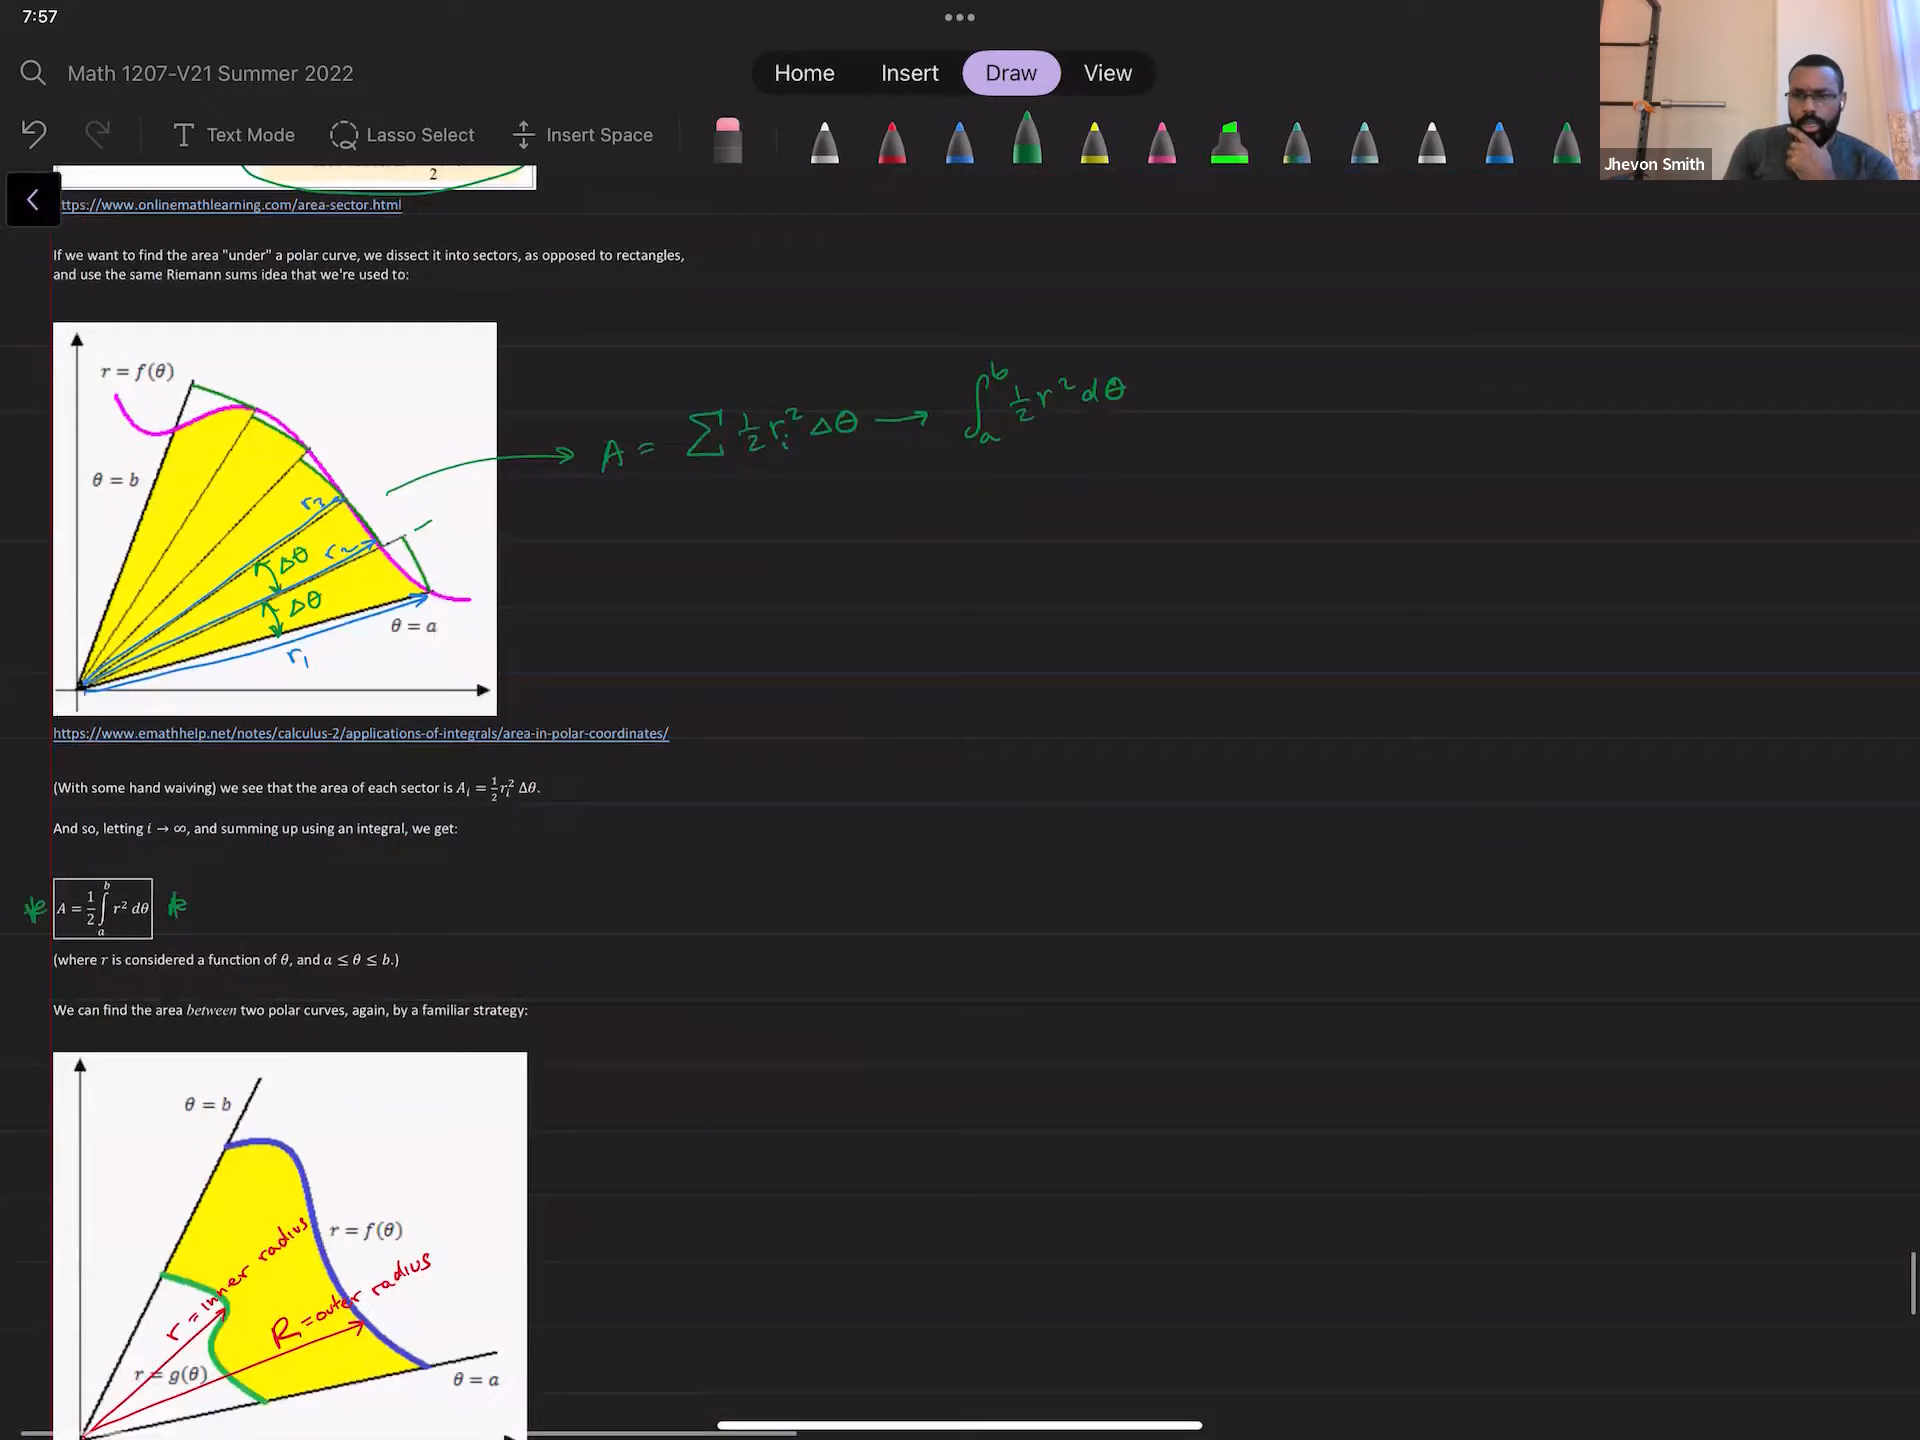 7:57
Math 1207-V21 Summer 2022
Home Insert Draw View
Text Mode Lasso Select Insert Space
Jhevon Smith
2
ttps://www.onlinemathlearning.com/area-sector.html
If we want to find the area "under" a polar curve, we dissect it into sectors, as opposed to rectangles,
and use the same Riemann sums idea that we're used to:
r = f(θ)
θ = b
r₃
Δθ
r₂
Δθ
θ = a
r₁
A = ∑ ½ rᵢ² Δθ → ∫ₐᵇ ½ r² dθ
https://www.emathhelp.net/notes/calculus-2/applications-of-integrals/area-in-polar-coordinates/
(With some hand waiving) we see that the area of each sector is Aᵢ = ½ rᵢ² Δθ.
And so, letting i → ∞, and summing up using an integral, we get:
* A = ½ ∫ₐᵇ r² dθ *
(where r is considered a function of θ, and a ≤ θ ≤ b.)
We can find the area between two polar curves, again, by a familiar strategy:
θ = b
r = f(θ)
r = inner radius
R = outer radius
r = g(θ)
θ = a